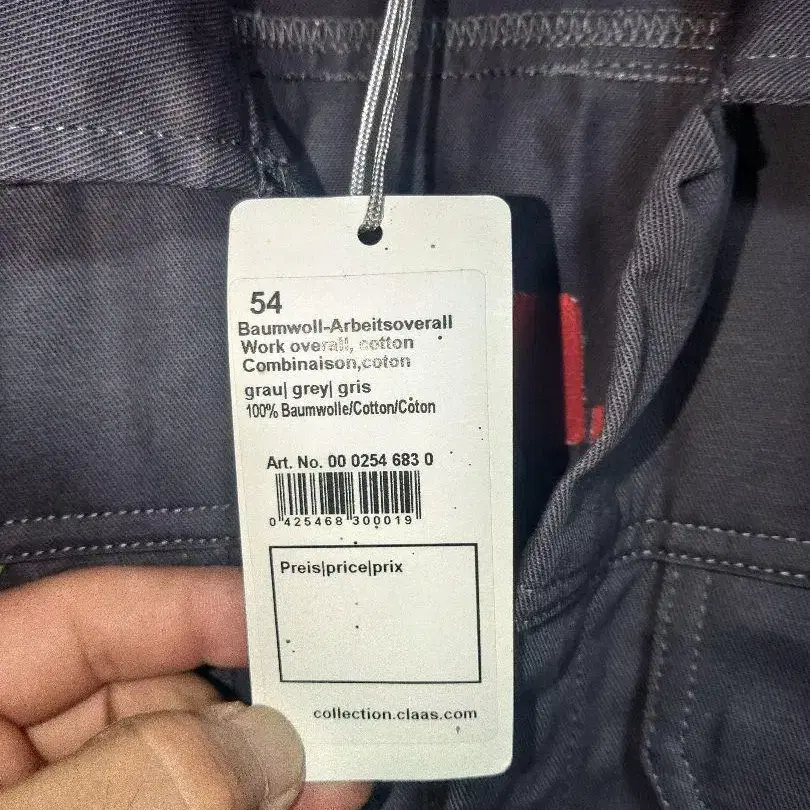 54
Baumwoll-Arbeitsoverall
Work overall, cotton
Combinaison,coton
grau| grey| gris
100% Baumwolle/Cotton/Coton
Art. No. 00 0254 683 0
0 425468 300019
Preis|price|prix
collection.claas.com